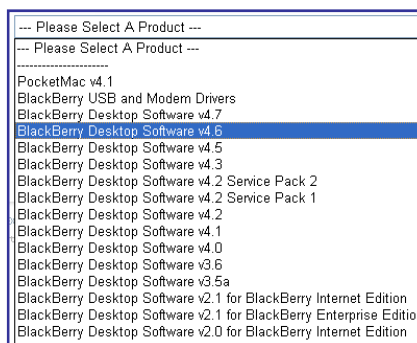 --- Please Select A Product ---
--- Please Select A Product ---
----------------------
PocketMac v4.1
BlackBerry USB and Modem Drivers
BlackBerry Desktop Software v4.7
BlackBerry Desktop Software v4.6
BlackBerry Desktop Software v4.5
BlackBerry Desktop Software v4.3
BlackBerry Desktop Software v4.2 Service Pack 2
BlackBerry Desktop Software v4.2 Service Pack 1
BlackBerry Desktop Software v4.2
BlackBerry Desktop Software v4.1
BlackBerry Desktop Software v4.0
BlackBerry Desktop Software v3.6
BlackBerry Desktop Software v3.5a
BlackBerry Desktop Software v2.1 for BlackBerry Internet Edition
BlackBerry Desktop Software v2.1 for BlackBerry Enterprise Editio
BlackBerry Desktop Software v2.0 for BlackBerry Internet Edition